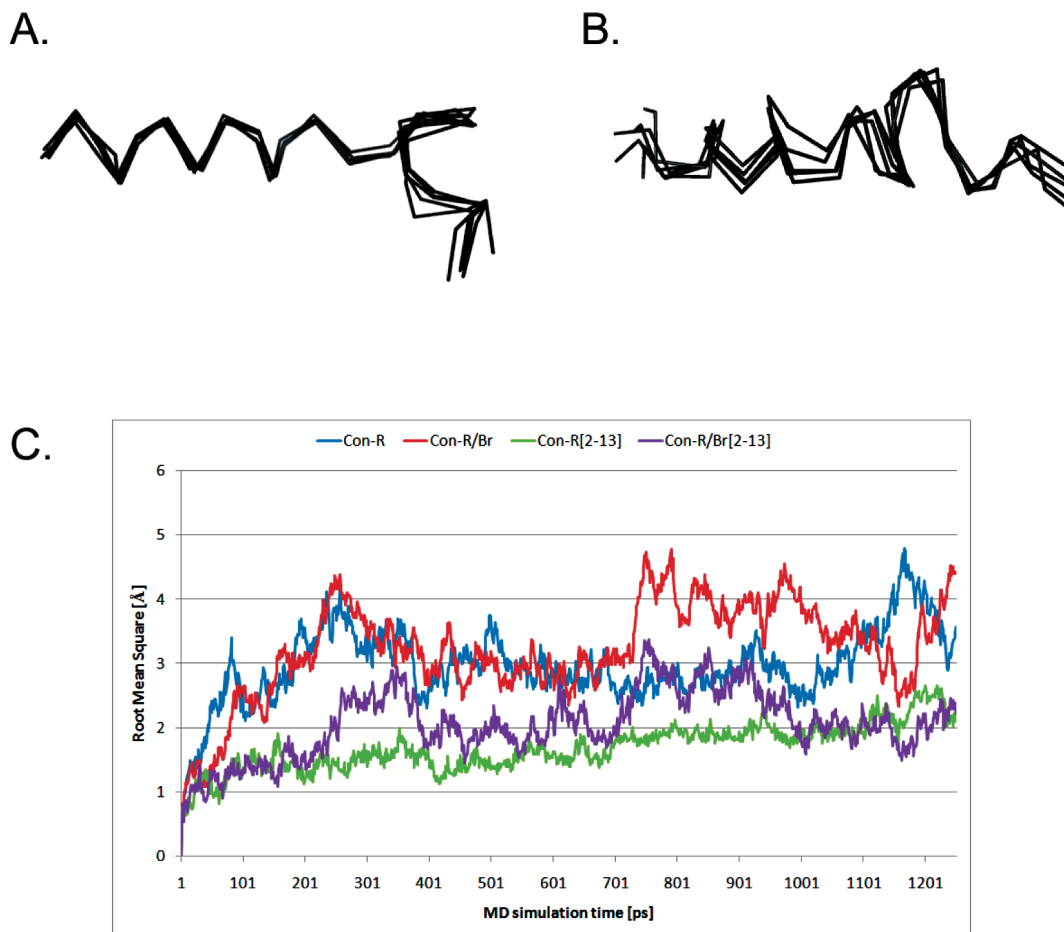 A. B.
C.
Con-R Con-R/Br Con-R[2-13] Con-R/Br[2-13]
6
5
4
3
2
1
0
Root Mean Square [Å]
1 101 201 301 401 501 601 701 801 901 1001 1101 1201
MD simulation time [ps]